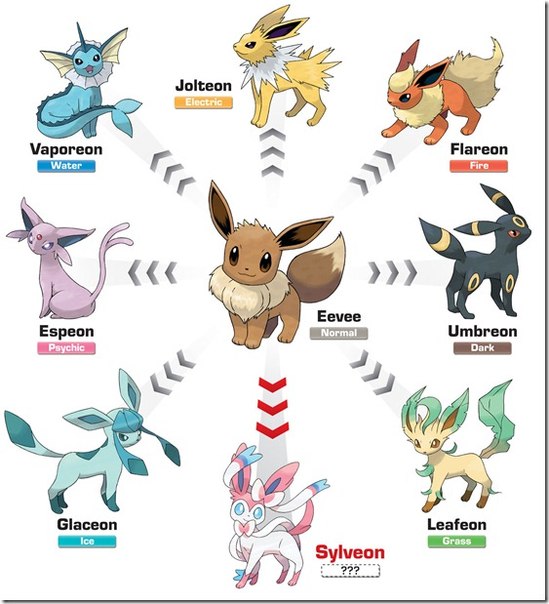 Jolteon
Electric
Vaporeon
Water
Flareon
Fire
Espeon
Psychic
Eevee
Normal
Umbreon
Dark
Glaceon
Ice
Leafeon
Grass
Sylveon
???